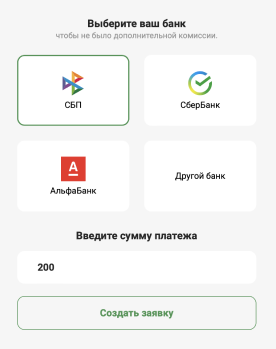 Выберите ваш банк
чтобы не было дополнительной комиссии.
СБП
СберБанк
А
АльфаБанк
Другой банк
Введите сумму платежа
200
Создать заявку